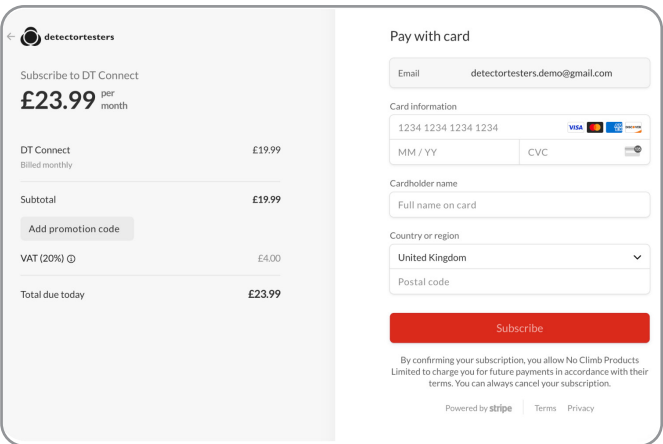 detectortesters
Subscribe to DT Connect
£23.99 per month
DT Connect £19.99
Billed monthly
Subtotal £19.99
Add promotion code
VAT (20%) £4.00
Total due today £23.99
Pay with card
Email detectortesters.demo@gmail.com
Card information
1234 1234 1234 1234 VISA
MM / YY CVC
Cardholder name
Full name on card
Country or region
United Kingdom
Postal code
Subscribe
By confirming your subscription, you allow No Climb Products
Limited to charge you for future payments in accordance with their
terms. You can always cancel your subscription.
Powered by stripe Terms Privacy